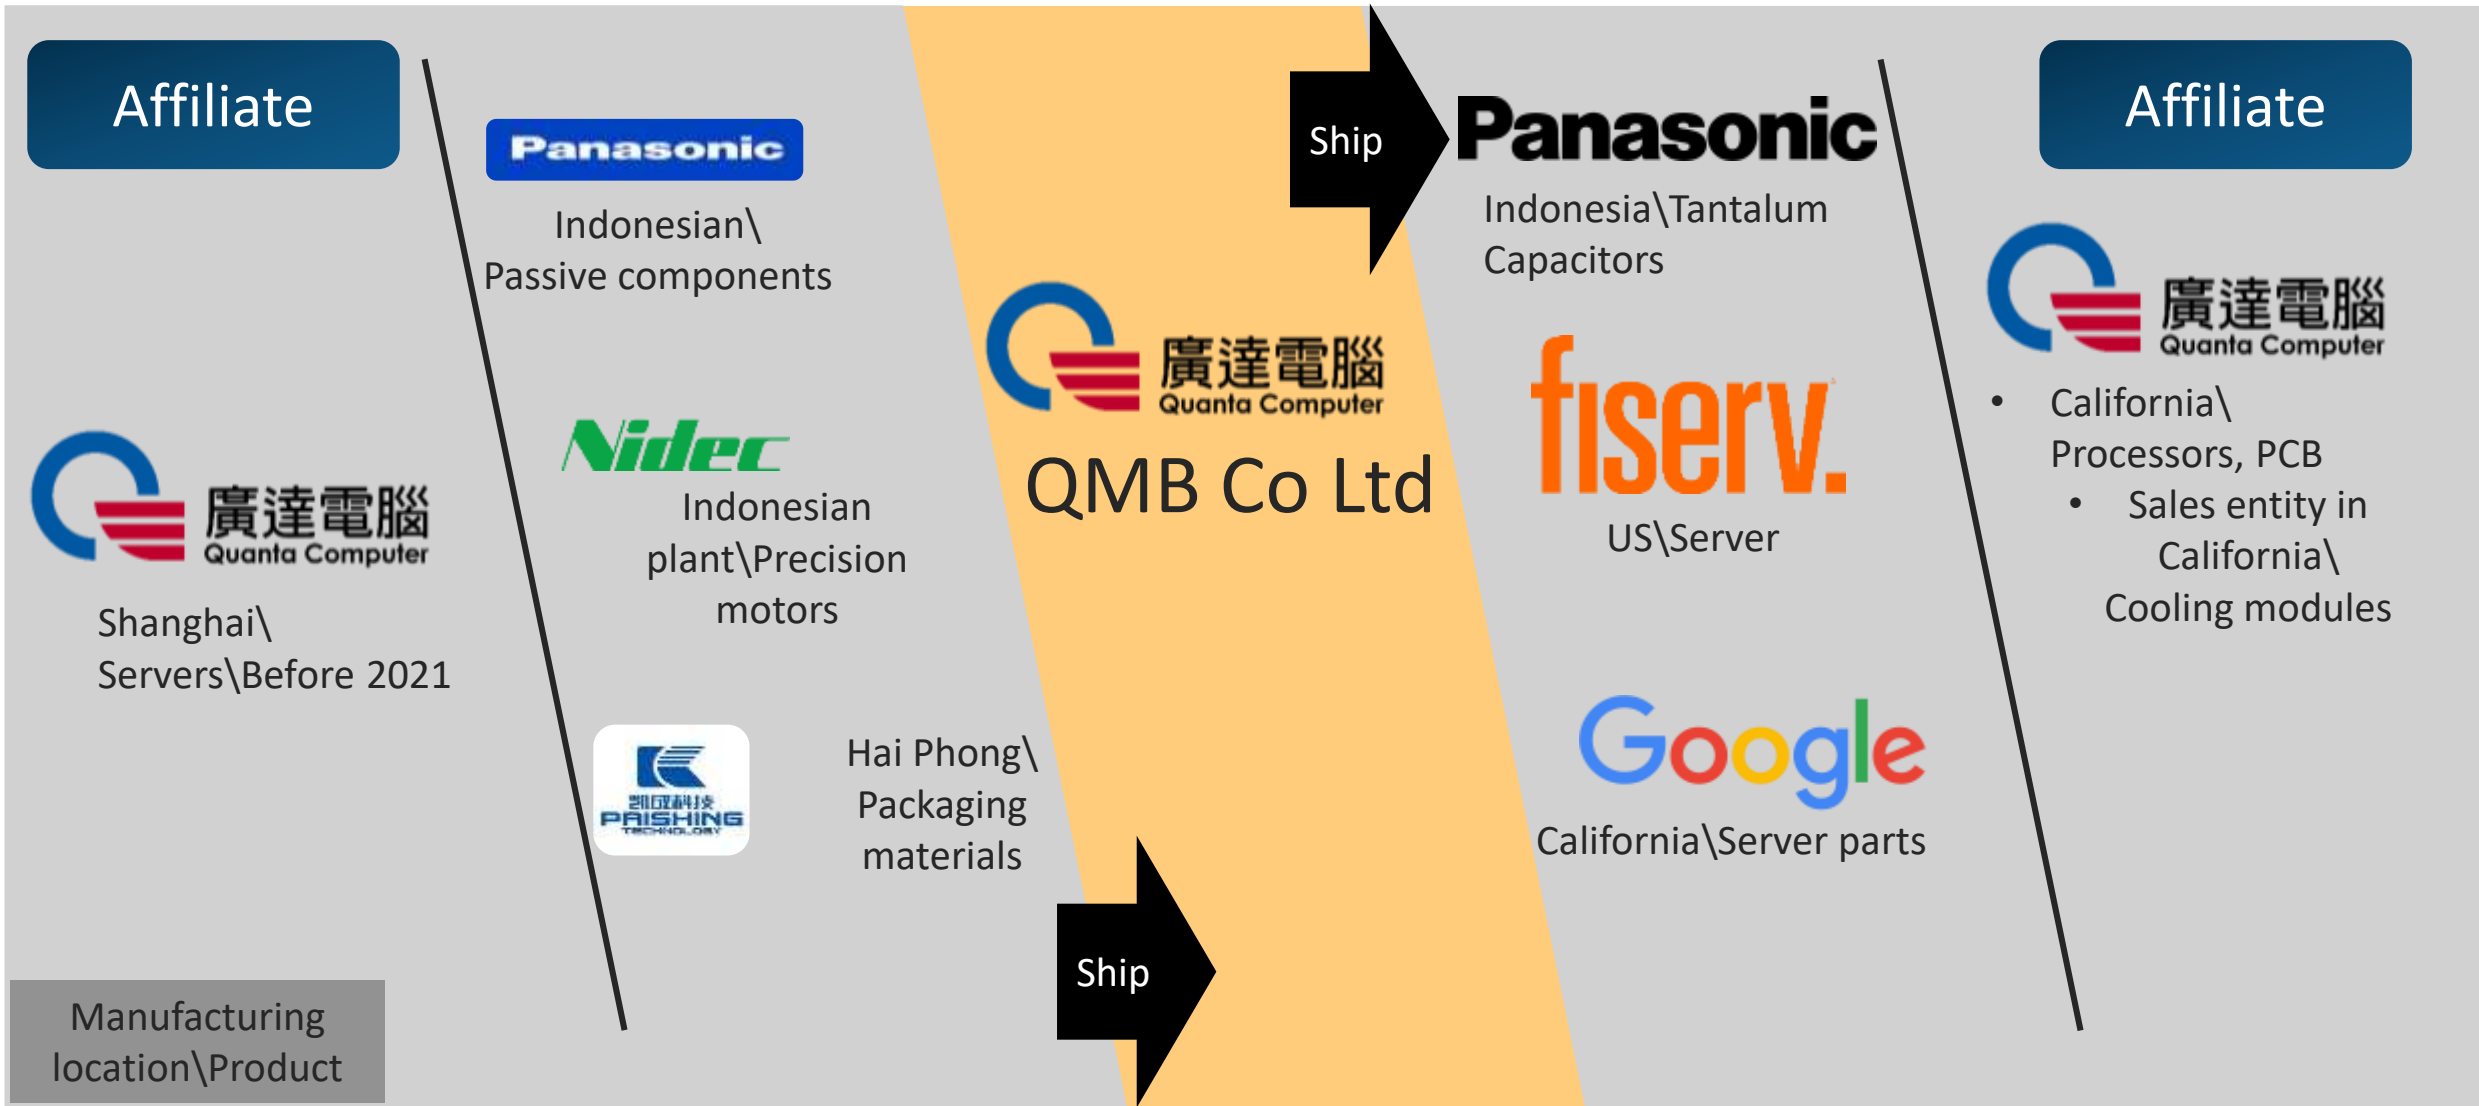 Affiliate
Shanghai\
Servers\Before 2021
廣達電腦
Quanta Computer
Manufacturing
location\Product
Panasonic
Indonesian\
Passive components
Nidec
Indonesian
plant\Precision
motors
凱成科技
PAISHING
TECHNOLOGY
Hai Phong\
Packaging
materials
Ship
廣達電腦
Quanta Computer
QMB Co Ltd
Ship
Panasonic
Indonesia\Tantalum
Capacitors
fiserv.
US\Server
Google
California\Server parts
Affiliate
廣達電腦
Quanta Computer
• California\
Processors, PCB
• Sales entity in
California\
Cooling modules